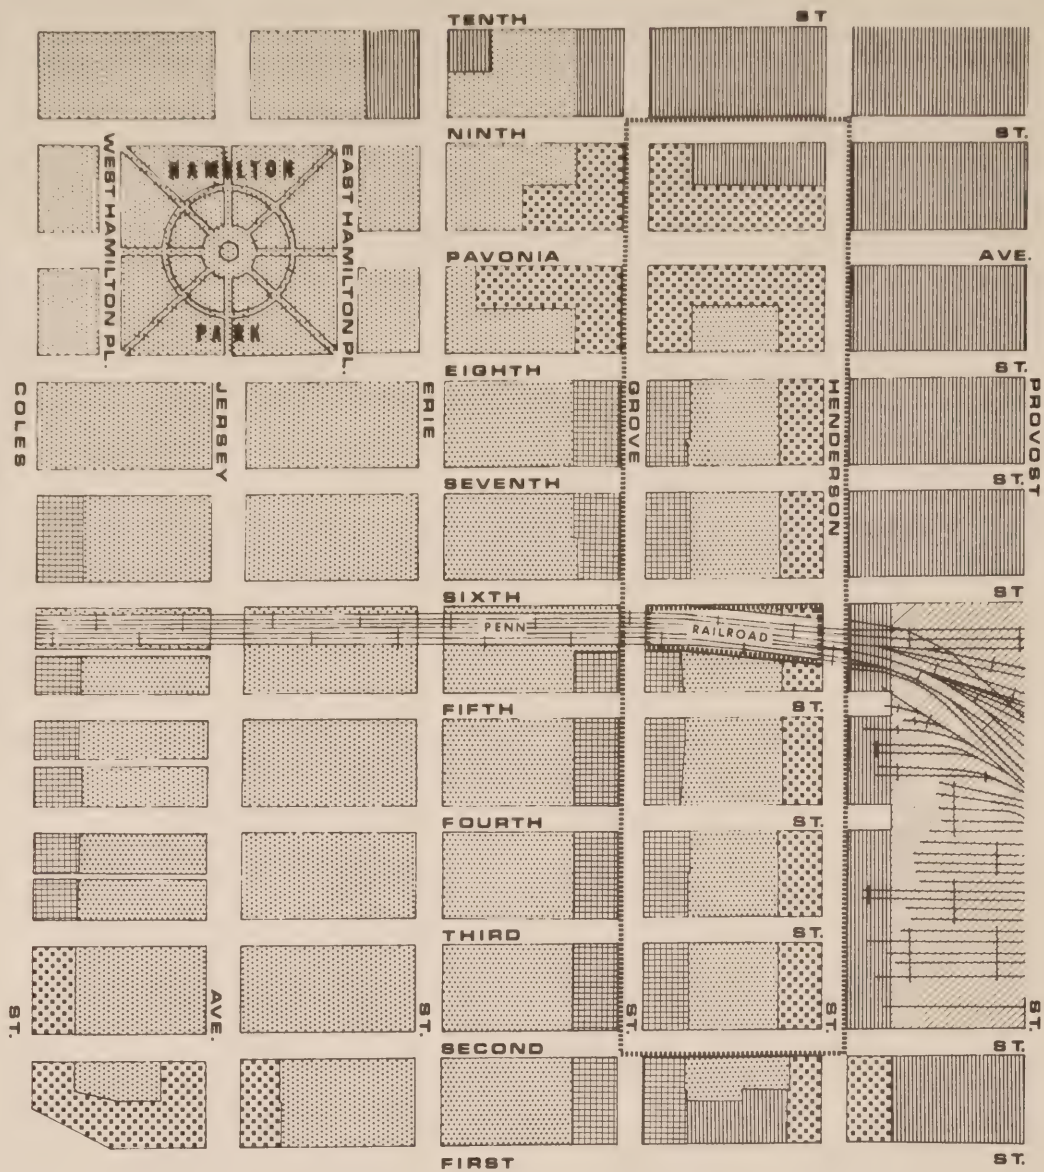 TENTH ST
NINTH ST.
WEST HAMILTON PL.
HAMILTON
PARK
EAST HAMILTON PL.
PAVONIA AVE.
EIGHTH ST.
COLES ST.
JERSEY AVE.
ERIE ST.
GROVE ST.
HENDERSON ST.
PROVOST ST.
SEVENTH ST.
SIXTH ST
PENN RAILROAD
FIFTH ST.
FOURTH ST.
THIRD ST.
SECOND ST.
FIRST ST.